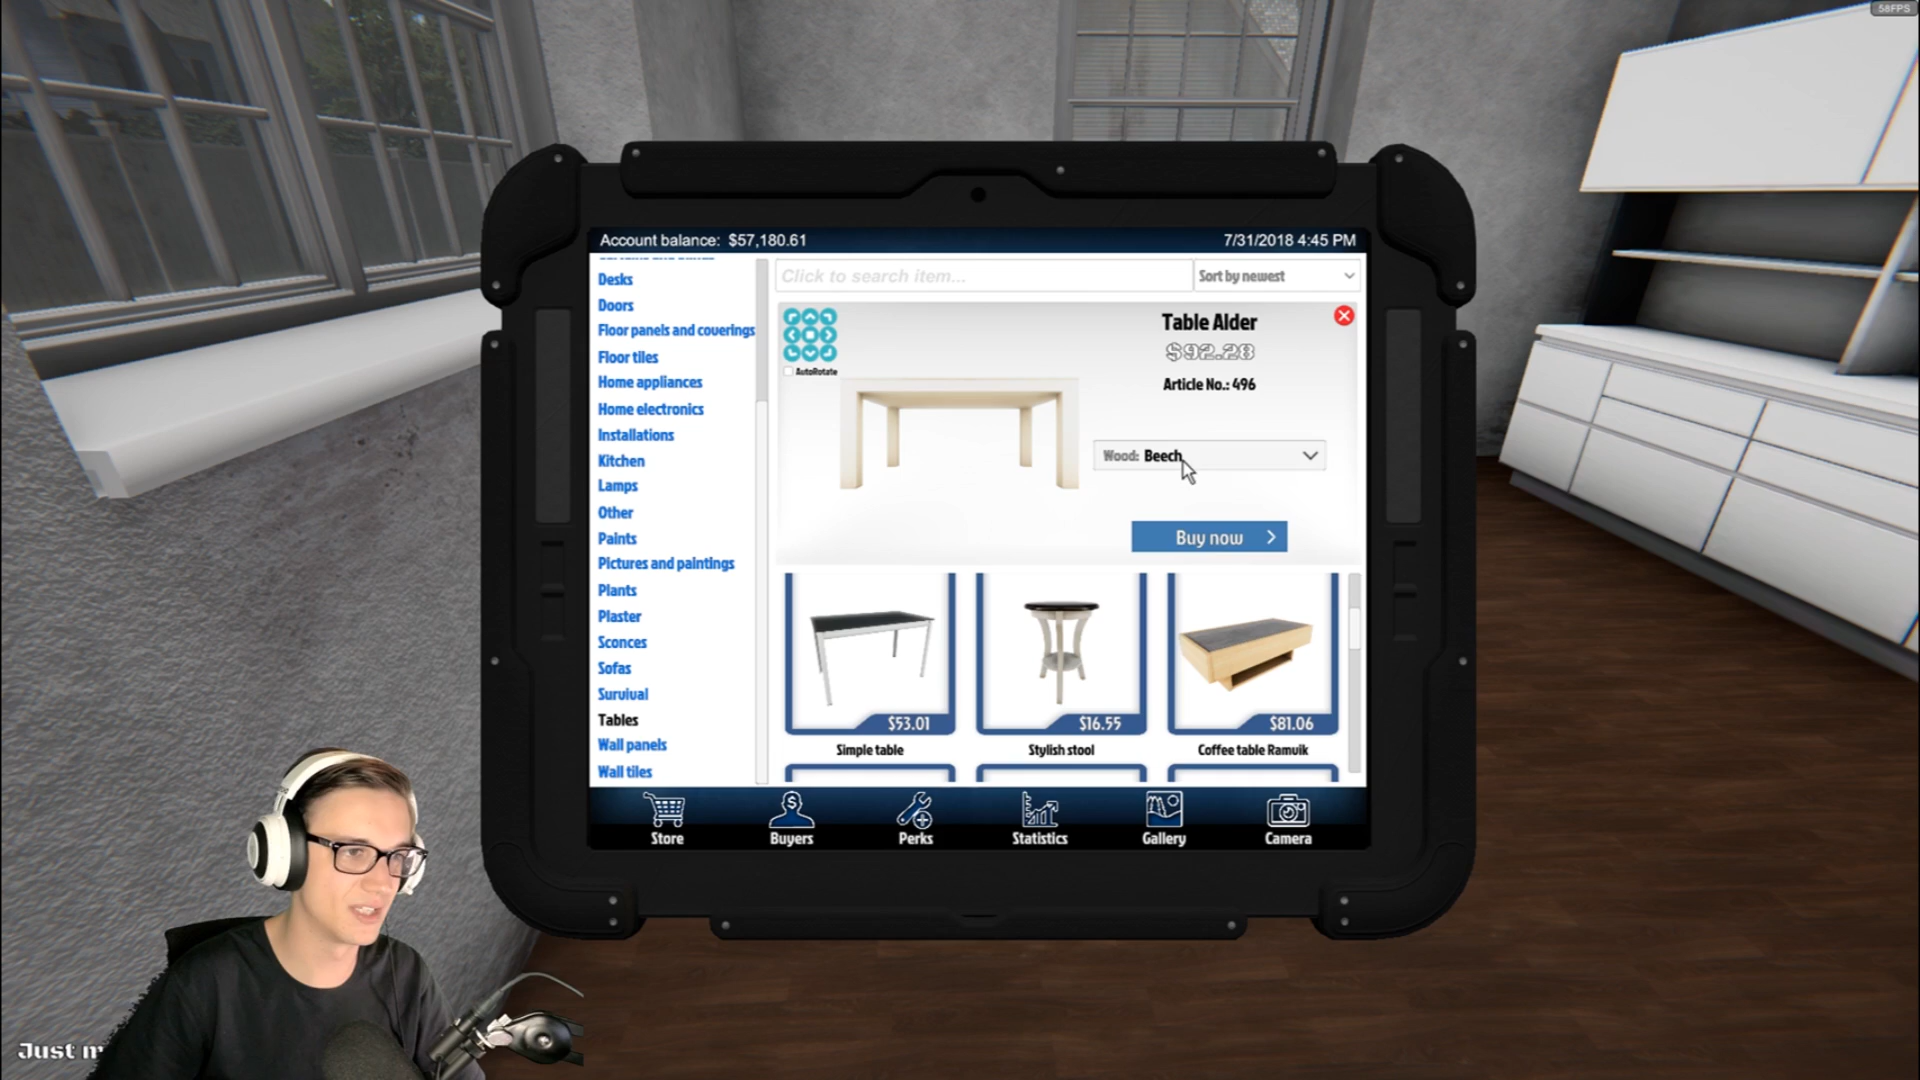 58FPS
Account balance: $57,180.61
7/31/2018 4:45 PM
Desks
Doors
Floor panels and coverings
Floor tiles
Home appliances
Home electronics
Installations
Kitchen
Lamps
Other
Paints
Pictures and paintings
Plants
Plaster
Sconces
Sofas
Survival
Tables
Wall panels
Wall tiles
Click to search item...
Sort by newest
AutoRotate
Table Alder
$92.28
Article No.: 496
Wood: Beech
Buy now
$53.01
$16.55
$81.06
Simple table
Stylish stool
Coffee table Ramvik
Store
Buyers
Perks
Statistics
Gallery
Camera
Just